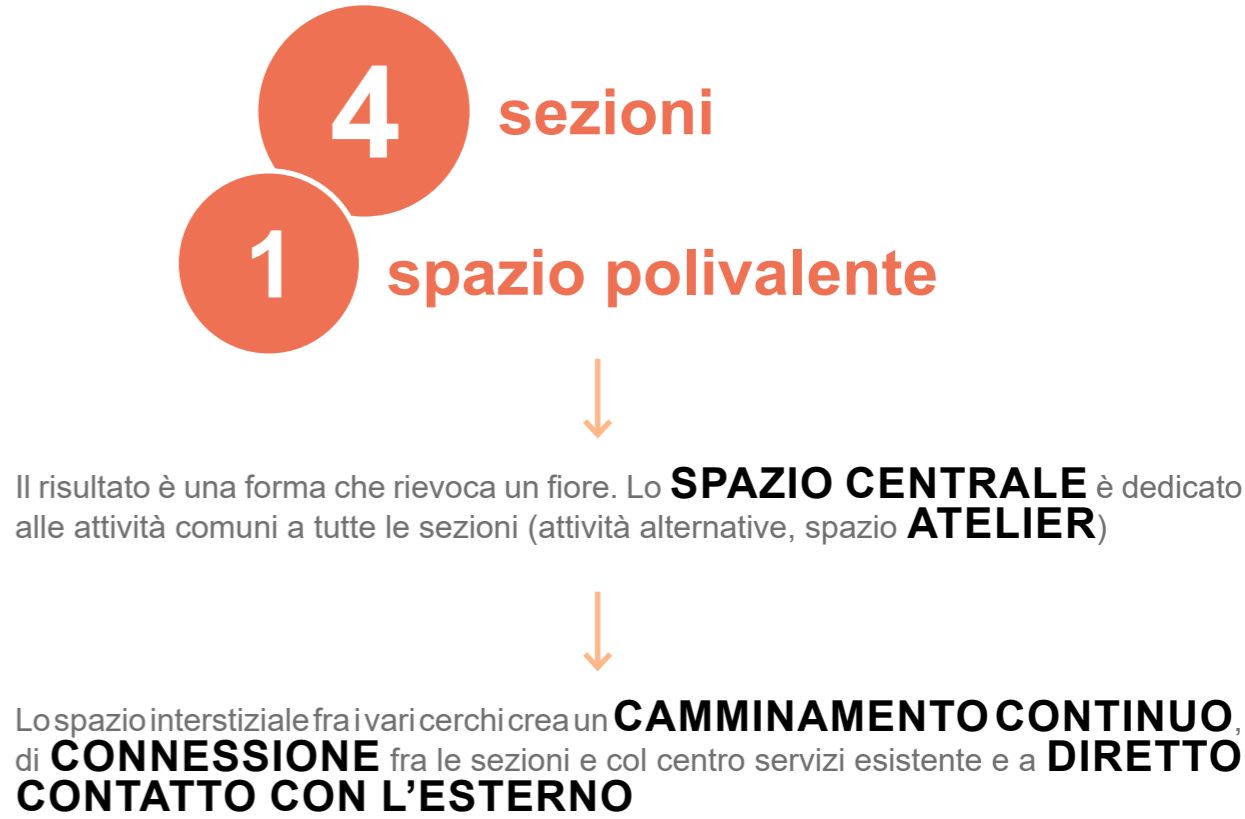 4 sezioni
1 spazio polivalente
Il risultato è una forma che rievoca un fiore. Lo SPAZIO CENTRALE è dedicato
alle attività comuni a tutte le sezioni (attività alternative, spazio ATELIER)
Lo spazio interstiziale fra i vari cerchi crea un CAMMINAMENTO CONTINUO,
di CONNESSIONE fra le sezioni e col centro servizi esistente e a DIRETTO
CONTATTO CON L’ESTERNO